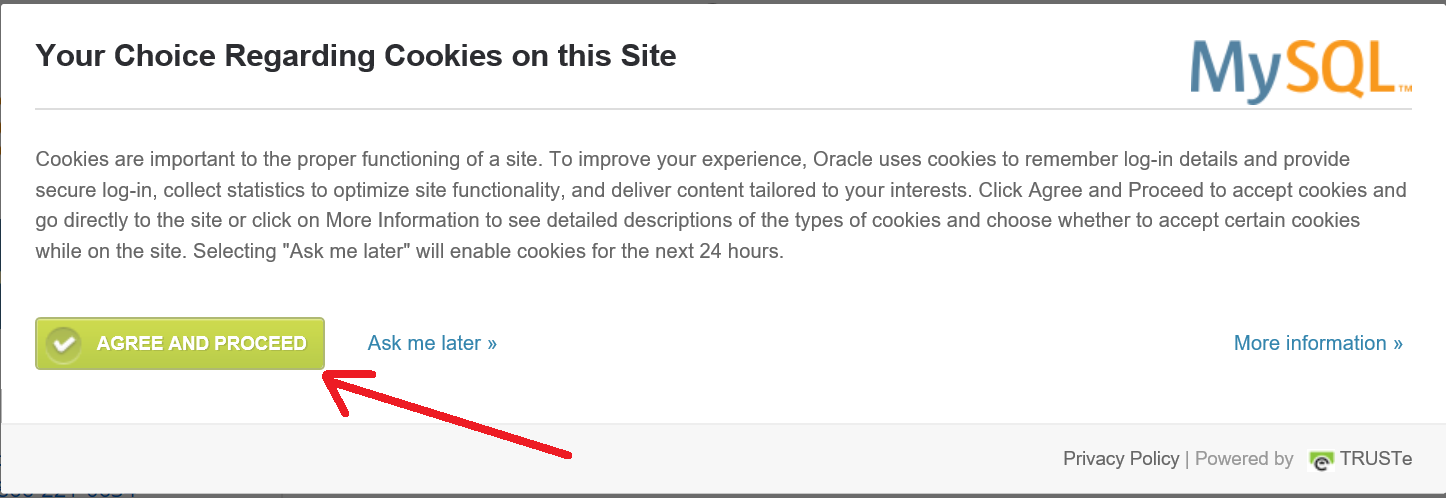 Your Choice Regarding Cookies on this Site
MySQL™
Cookies are important to the proper functioning of a site. To improve your experience, Oracle uses cookies to remember log-in details and provide
secure log-in, collect statistics to optimize site functionality, and deliver content tailored to your interests. Click Agree and Proceed to accept cookies and
go directly to the site or click on More Information to see detailed descriptions of the types of cookies and choose whether to accept certain cookies
while on the site. Selecting "Ask me later" will enable cookies for the next 24 hours.
AGREE AND PROCEED Ask me later » More information »
Privacy Policy | Powered by TRUSTe